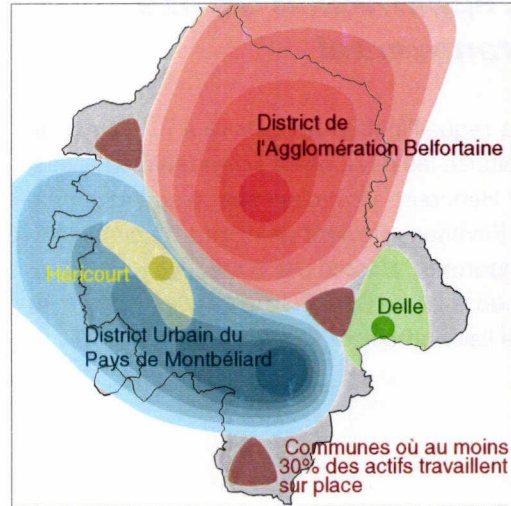 District de
l'Agglomération Belfortaine
Héricourt
Delle
District Urbain du
Pays de Montbéliard
Communes où au moins
30% des actifs travaillent
sur place